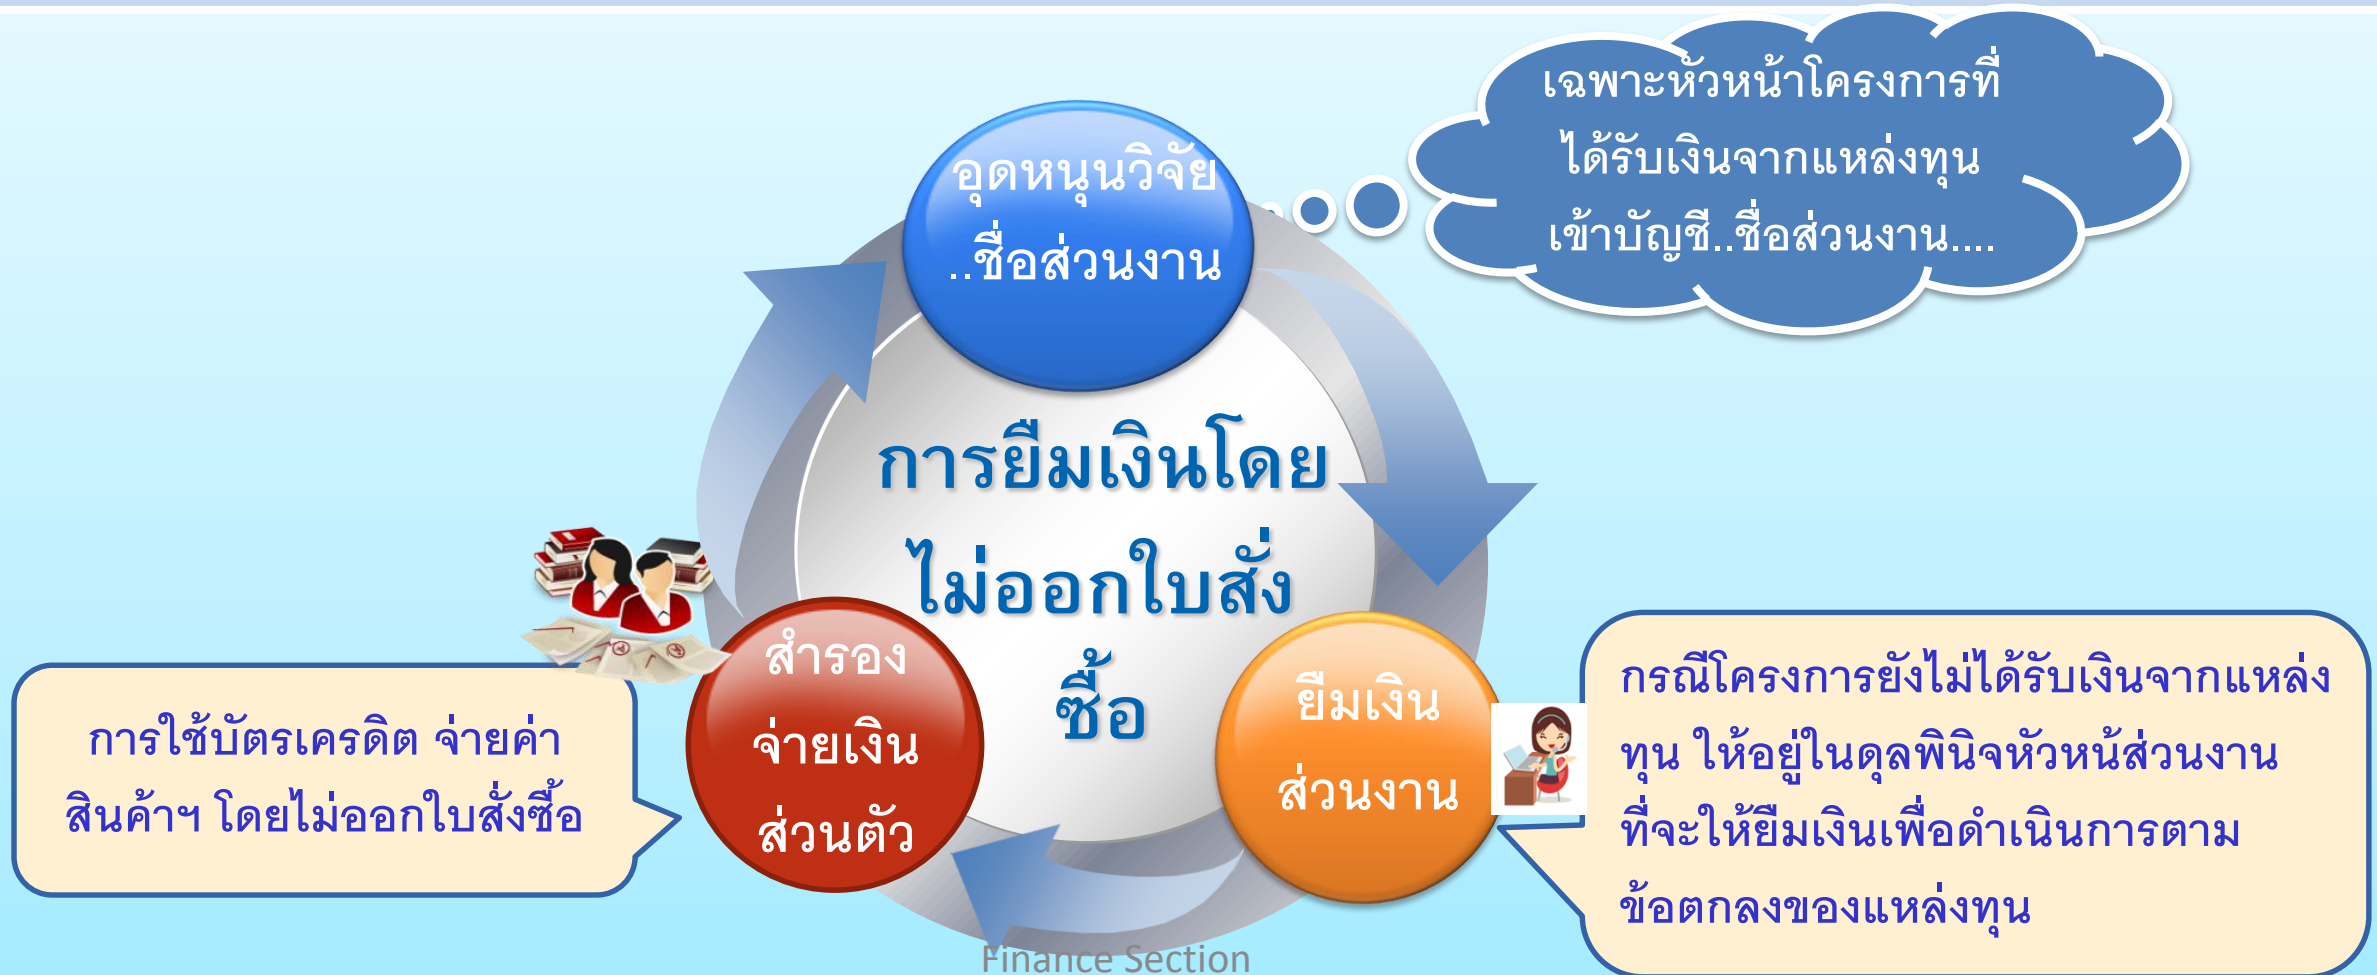 เฉพาะหัวหน้าโครงการที่
ได้รับเงินจากแหล่งทุน
เข้าบัญชี..ชื่อส่วนงาน....
อุดหนุนวิจัย
..ชื่อส่วนงาน
การยืมเงินโดย
ไม่ออกใบสั่ง
ซื้อ
สำรอง
จ่ายเงิน
ส่วนตัว
ยืมเงิน
ส่วนงาน
การใช้บัตรเครดิต จ่ายค่า
สินค้าฯ โดยไม่ออกใบสั่งซื้อ
กรณีโครงการยังไม่ได้รับเงินจากแหล่ง
ทุน ให้อยู่ในดุลพินิจหัวหน้ส่วนงาน
ที่จะให้ยืมเงินเพื่อดำเนินการตาม
ข้อตกลงของแหล่งทุน
Finance Section